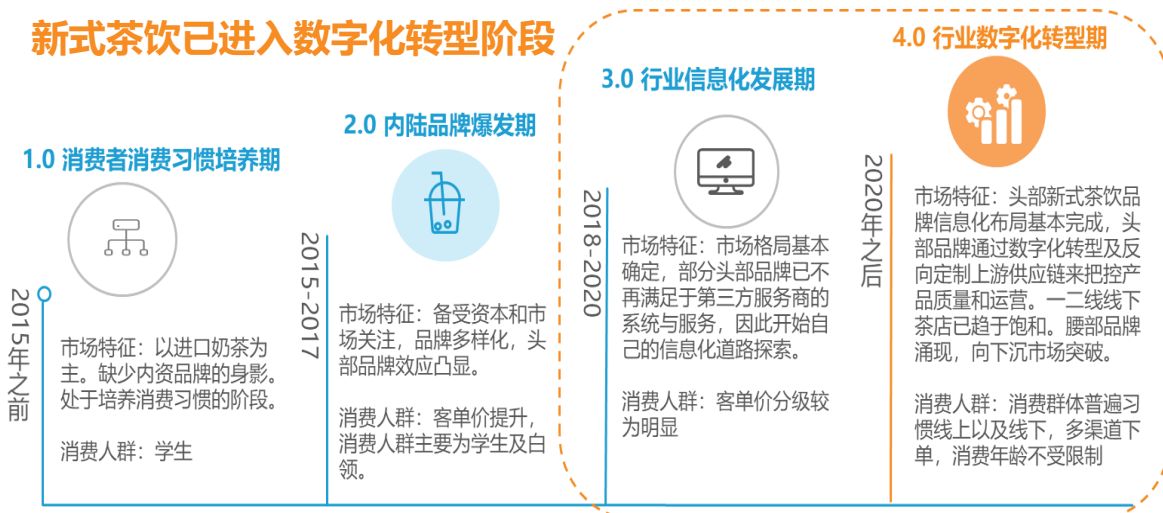 新式茶饮已进入数字化转型阶段
1.0 消费者消费习惯培养期
2015年之前
市场特征：以进口奶茶为
主。缺少内资品牌的身影。
处于培养消费习惯的阶段。
消费人群：学生
2.0 内陆品牌爆发期
2015-2017
市场特征：备受资本和市
场关注，品牌多样化，头
部品牌效应凸显。
消费人群：客单价提升，
消费人群主要为学生及白
领。
3.0 行业信息化发展期
2018-2020
市场特征：市场格局基本
确定，部分头部品牌已不
再满足于第三方服务商的
系统与服务，因此开始自
己的信息化道路探索。
消费人群：客单价分级较
为明显
4.0 行业数字化转型期
2020年之后
市场特征：头部新式茶饮品
牌信息化布局基本完成，头
部品牌通过数字化转型及反
向定制上游供应链来把控产
品质量和运营。一二线线下
茶店已趋于饱和。腰部品牌
涌现，向下沉市场突破。
消费人群：消费群体普遍习
惯线上以及线下，多渠道下
单，消费年龄不受限制